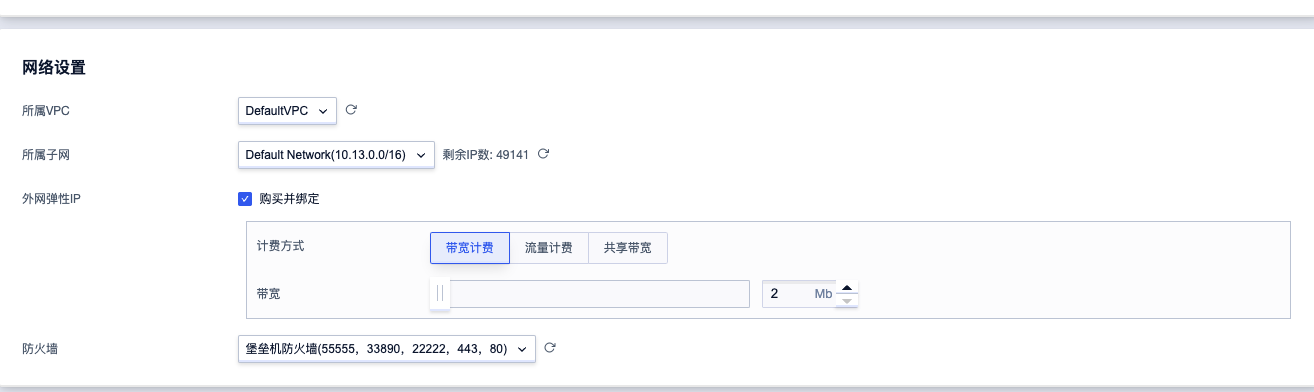 网络设置
所属VPC DefaultVPC
所属子网 Default Network(10.13.0.0/16) 剩余IP数: 49141
外网弹性IP 购买并绑定
计费方式 带宽计费 流量计费 共享带宽
带宽 2 Mb
防火墙 堡垒机防火墙(55555，33890，22222，443，80)